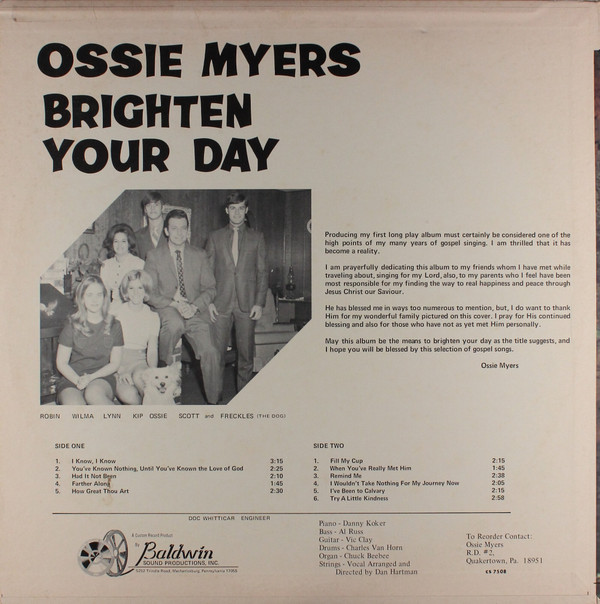 OSSIE MYERS
BRIGHTEN
YOUR DAY
Producing my first long play album must certainly be considered one of the
high points of my many years of gospel singing. I am thrilled that it has
become a reality.
I am prayerfully dedicating this album to my friends whom I have met while
traveling about, singing for my Lord, also, to my parents who I feel have been
most responsible for my finding the way to real happiness and peace through
Jesus Christ our Saviour.
He has blessed me in ways too numerous to mention, but, I do want to thank
Him for my wonderful family pictured on this cover. I pray for His continued
blessing and also for those who have not as yet met Him personally.
May this album be the means to brighten your day as the title suggests, and
I hope you will be blessed by this selection of gospel songs.
Ossie Myers
ROBIN WILMA LYNN KIP OSSIE SCOTT and FRECKLES (THE DOG)
SIDE ONE
1. I Know, I Know 3:15
2. You've Known Nothing, Until You've Known the Love of God 2:25
3. Had It Not Been 2:10
4. Farther Along 1:45
5. How Great Thou Art 2:30
SIDE TWO
1. Fill My Cup 2:15
2. When You've Really Met Him 1:45
3. Remind Me 2:38
4. I Wouldn't Take Nothing For My Journey Now 2:05
5. I've Been to Calvary 2:15
6. Try A Little Kindness 2:58
DOC WHITTICAR ENGINEER
A Custom Record Product
By
Baldwin
SOUND PRODUCTIONS, INC.
Mechanicsburg, Pennsylvania
Piano - Danny Koker
Bass - Al Russ
Guitar - Vic Clay
Drums - Charles Van Horn
Organ - Chuck Beebee
Strings - Vocal Arranged and
Directed by Dan Hartman
To Reorder Contact:
Ossie Myers
R.D. #2,
Quakertown, Pa. 18951
cs 7508